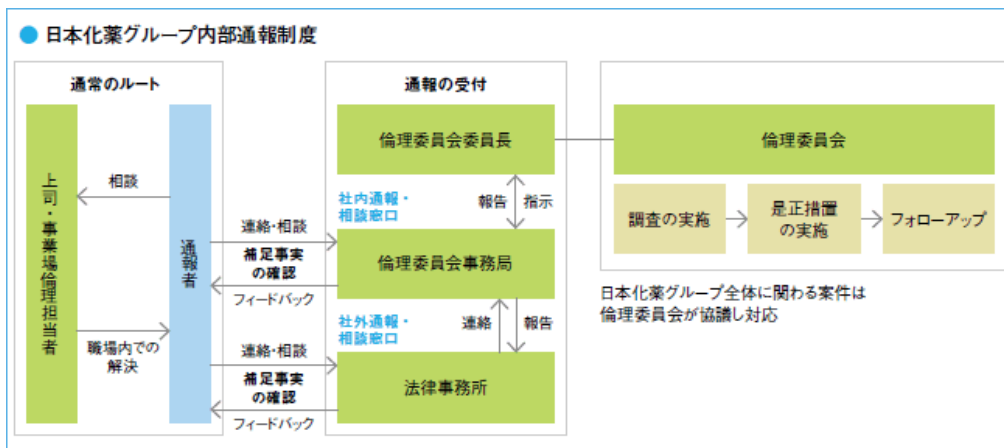 日本化薬グループ内部通報制度
通常のルート
上司・事業場倫理担当者
相談
職場内での
解決
通報者
連絡・相談
補足事実
の確認
フィードバック
連絡・相談
補足事実
の確認
フィードバック
通報の受付
倫理委員会委員長
社内通報・
相談窓口
報告
指示
倫理委員会事務局
社外通報・
相談窓口
連絡
報告
法律事務所
倫理委員会
調査の実施
是正措置
の実施
フォローアップ
日本化薬グループ全体に関わる案件は
倫理委員会が協議し対応